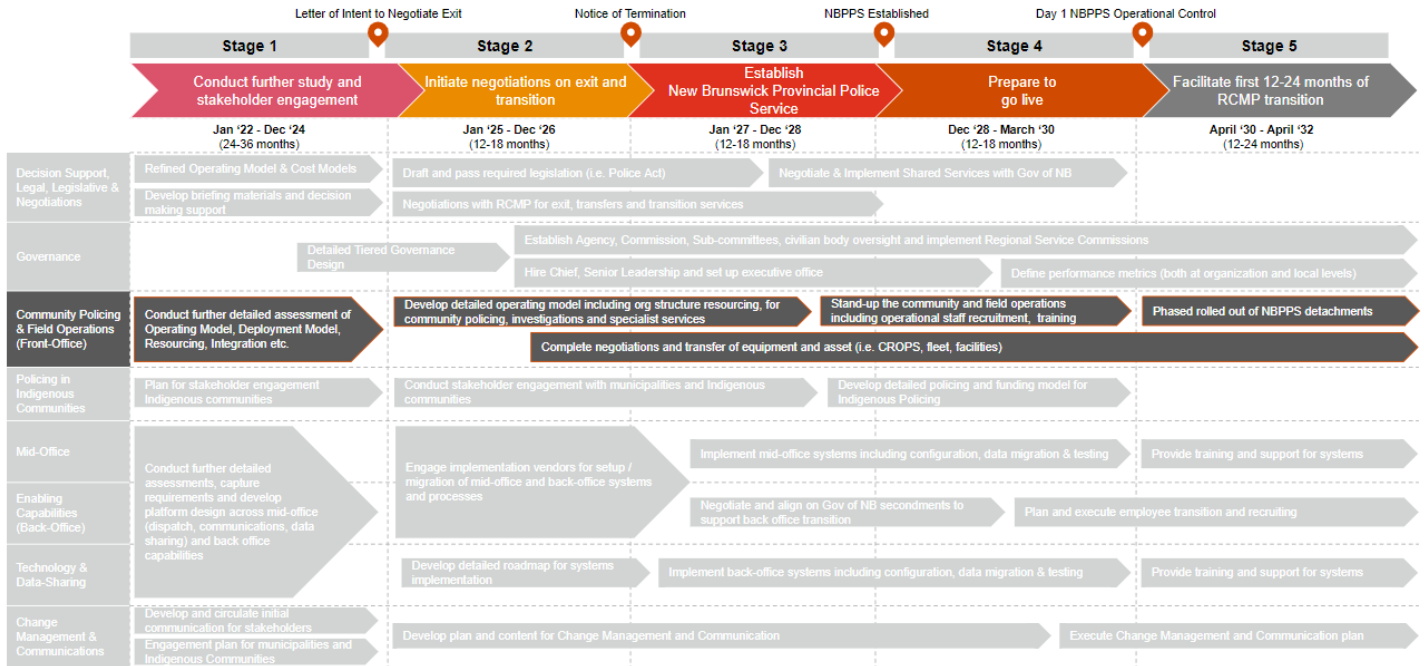 Letter of Intent to Negotiate Exit
Notice of Termination
NBPPS Established
Day 1 NBPPS Operational Control
Stage 1
Stage 2
Stage 3
Stage 4
Stage 5
Conduct further study and
stakeholder engagement
Initiate negotiations on exit and
transition
Establish
New Brunswick Provincial Police
Service
Prepare to
go live
Facilitate first 12-24 months of
RCMP transition
Jan ‘22 - Dec ‘24
(24-36 months)
Jan ‘25 - Dec ‘26
(12-18 months)
Jan ‘27 - Dec ‘28
(12-18 months)
Dec ‘28 - March ‘30
(12-18 months)
April ‘30 - April ‘32
(12-24 months)
Decision Support,
Legal, Legislative &
Negotiations
Refined Operating Model & Cost Models
Develop briefing materials and decision
making support
Draft and pass required legislation (i.e. Police Act)
Negotiate & Implement Shared Services with Gov of NB
Negotiations with RCMP for exit, transfers and transition services
Governance
Detailed Tiered Governance
Design
Establish Agency, Commission, Sub-committees, civilian body oversight and implement Regional Service Commissions
Hire Chief, Senior Leadership and set up executive office
Define performance metrics (both at organization and local levels)
Community Policing
& Field Operations
(Front-Office)
Conduct further detailed assessment of
Operating Model, Deployment Model,
Resourcing, Integration etc.
Develop detailed operating model including org structure resourcing, for
community policing, investigations and specialist services
Stand-up the community and field operations
including operational staff recruitment, training
Phased rolled out of NBPPS detachments
Complete negotiations and transfer of equipment and asset (i.e. CROPS, fleet, facilities)
Policing in
Indigenous
Communities
Plan for stakeholder engagement
Indigenous communities
Conduct stakeholder engagement with municipalities and Indigenous
communities
Develop detailed policing and funding model for
Indigenous Policing
Mid-Office
Conduct further detailed
assessments, capture
requirements and develop
platform design across mid-office
(dispatch, communications, data
sharing) and back office
capabilities
Engage implementation vendors for setup /
migration of mid-office and back-office systems
and processes
Implement mid-office systems including configuration, data migration & testing
Provide training and support for systems
Enabling
Capabilities
(Back-Office)
Negotiate and align on Gov of NB secondments to
support back office transition
Plan and execute employee transition and recruiting
Technology &
Data-Sharing
Develop detailed roadmap for systems
implementation
Implement back-office systems including configuration, data migration & testing
Provide training and support for systems
Change
Management &
Communications
Develop and circulate initial
communication for stakeholders
Engagement plan for municipalities and
Indigenous Communities
Develop plan and content for Change Management and Communication
Execute Change Management and Communication plan